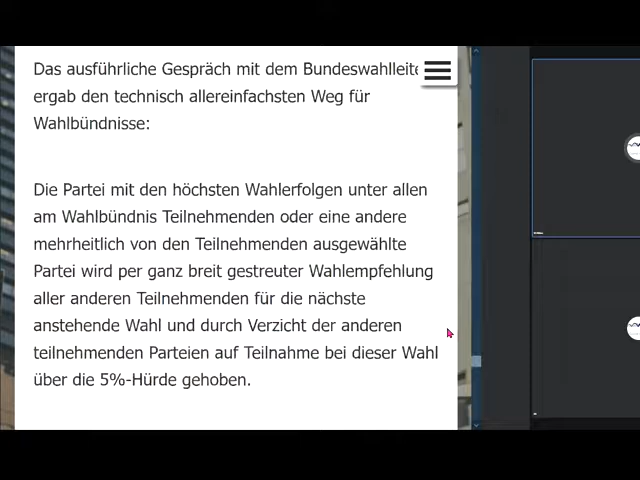 Das ausführliche Gespräch mit dem Bundeswahlleite
ergab den technisch allereinfachsten Weg für
Wahlbündnisse:
Die Partei mit den höchsten Wahlerfolgen unter allen
am Wahlbündnis Teilnehmenden oder eine andere
mehrheitlich von den Teilnehmenden ausgewählte
Partei wird per ganz breit gestreuter Wahlempfehlung
aller anderen Teilnehmenden für die nächste
anstehende Wahl und durch Verzicht der anderen
teilnehmenden Parteien auf Teilnahme bei dieser Wahl
über die 5%-Hürde gehoben.